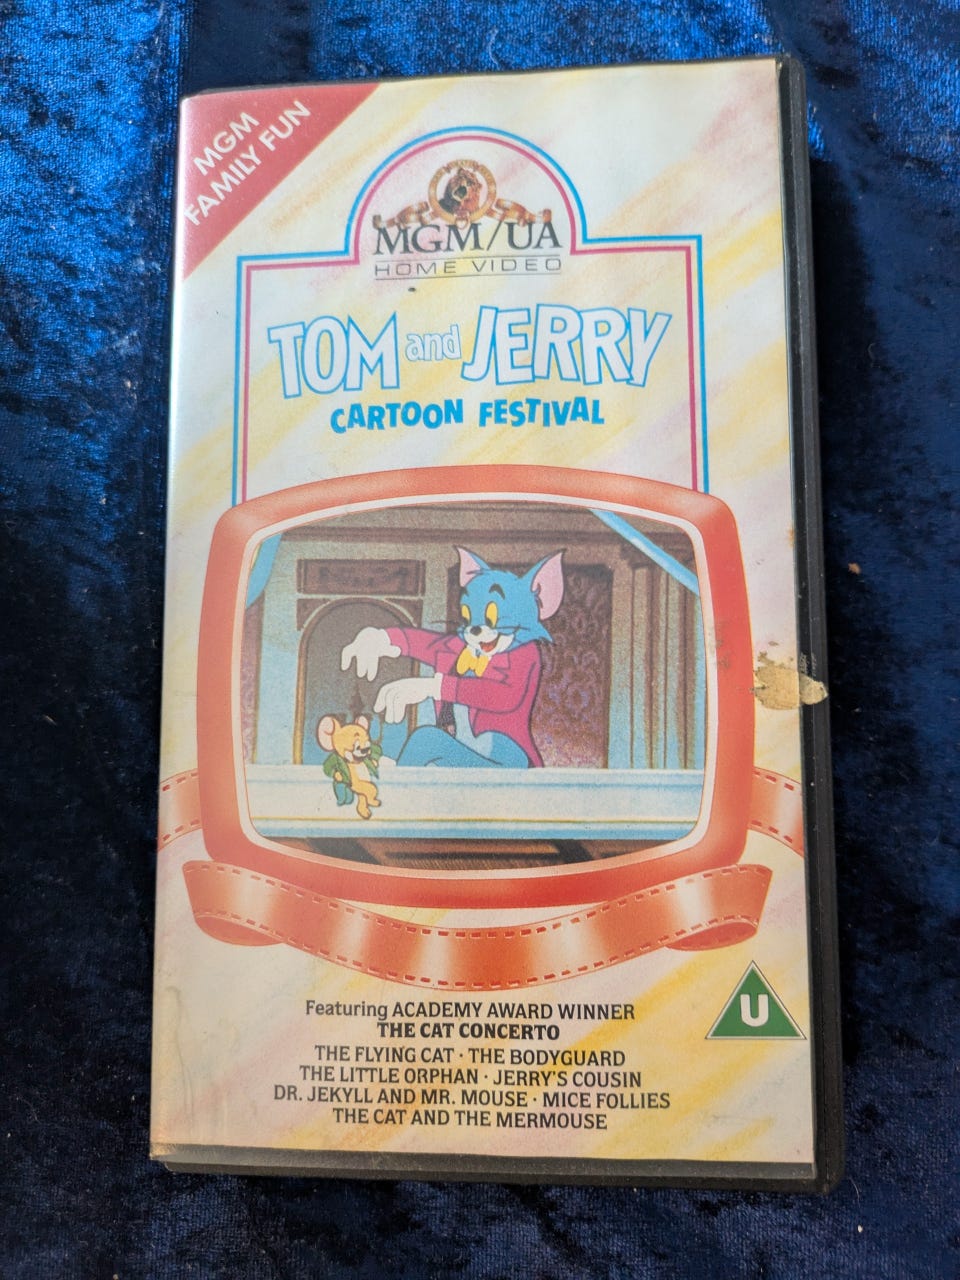 MGM
FAMILY FUN
MGM/UA
HOME VIDEO
TOM and JERRY
CARTOON FESTIVAL
Featuring ACADEMY AWARD WINNER
THE CAT CONCERTO
THE FLYING CAT · THE BODYGUARD
THE LITTLE ORPHAN · JERRY'S COUSIN
DR. JEKYLL AND MR. MOUSE · MICE FOLLIES
THE CAT AND THE MERMOUSE
U